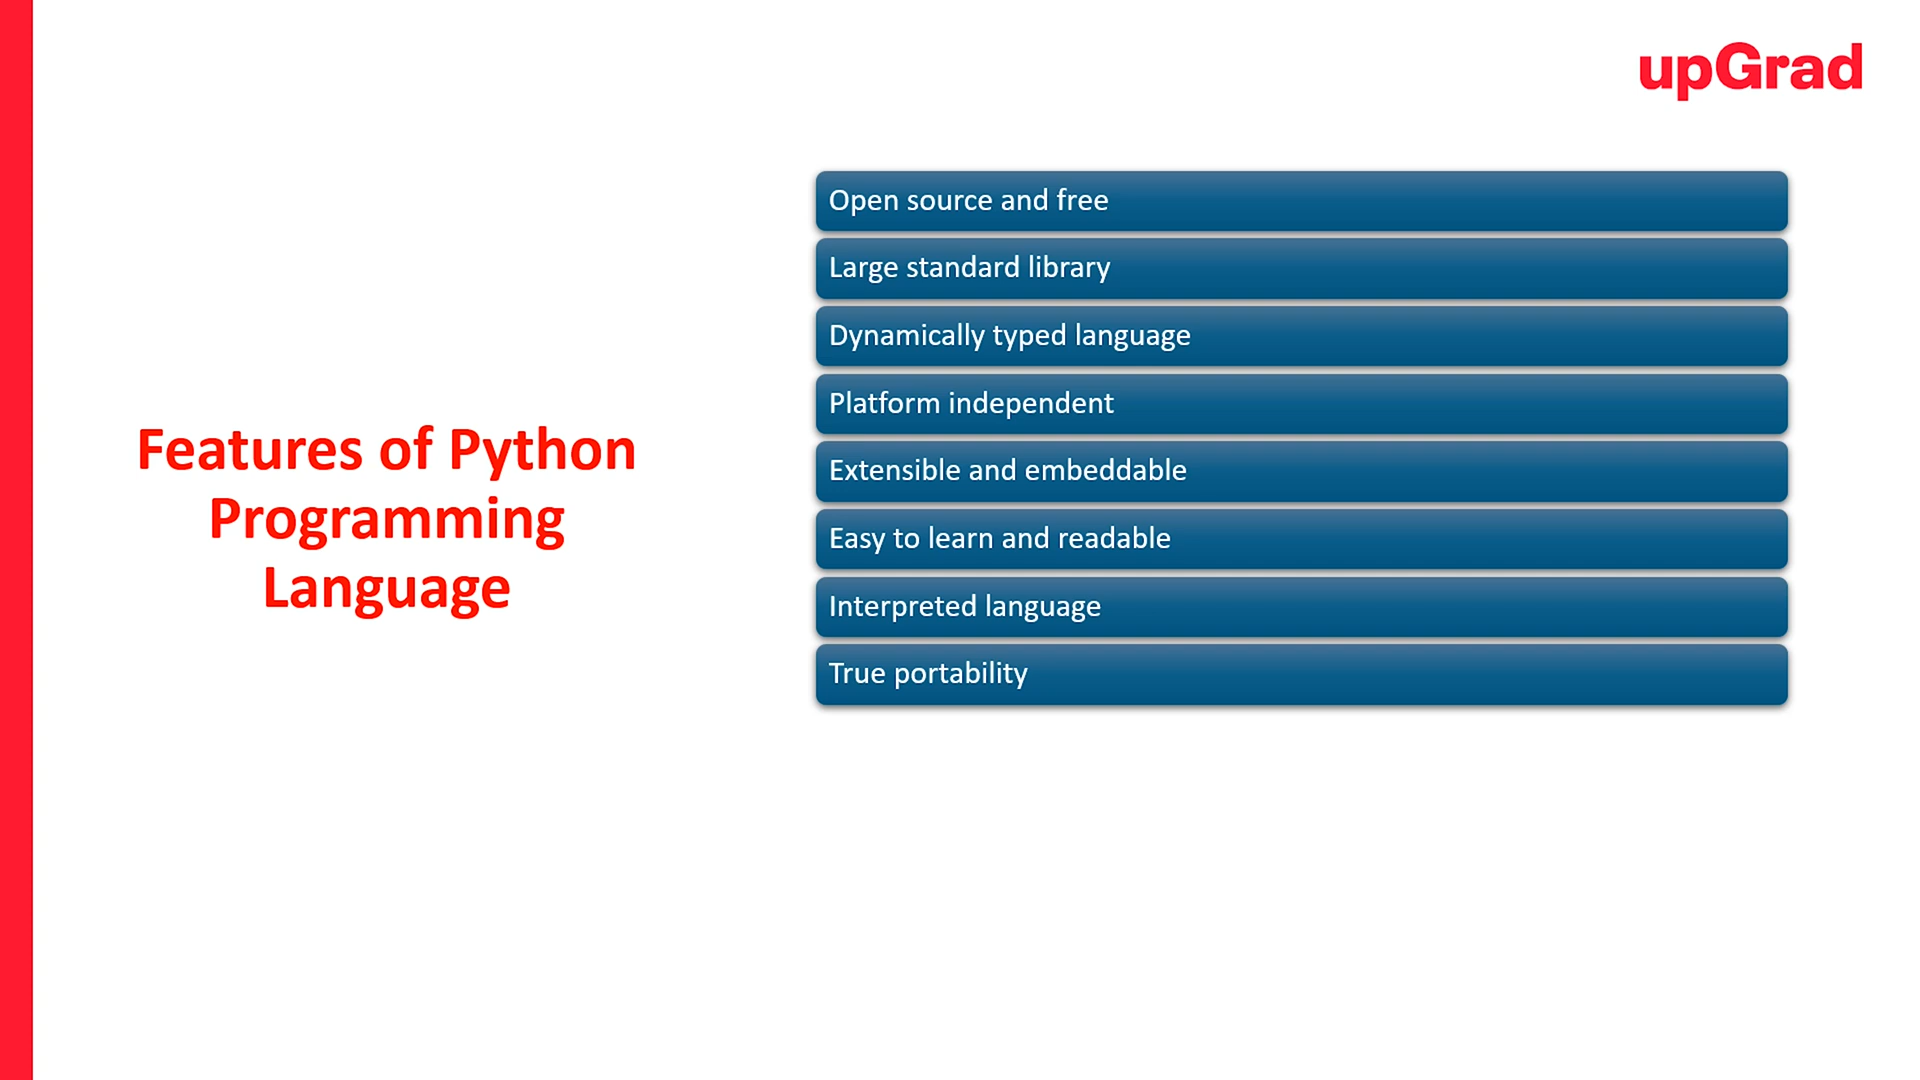 upGrad
Features of Python
Programming
Language
Open source and free
Large standard library
Dynamically typed language
Platform independent
Extensible and embeddable
Easy to learn and readable
Interpreted language
True portability